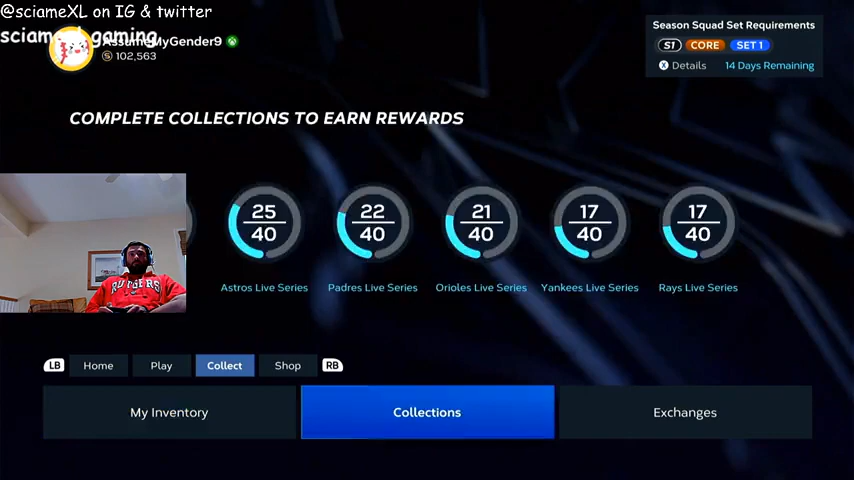 @sciameXL on IG & twitter
sciamexl gaming
AssumeMyGender9
102,563
Season Squad Set Requirements
S1 CORE SET 1
X Details 14 Days Remaining
COMPLETE COLLECTIONS TO EARN REWARDS
25
40
22
40
21
40
17
40
17
40
Astros Live Series
Padres Live Series
Orioles Live Series
Yankees Live Series
Rays Live Series
RUTGERS
LB Home Play Collect Shop RB
My Inventory
Collections
Exchanges